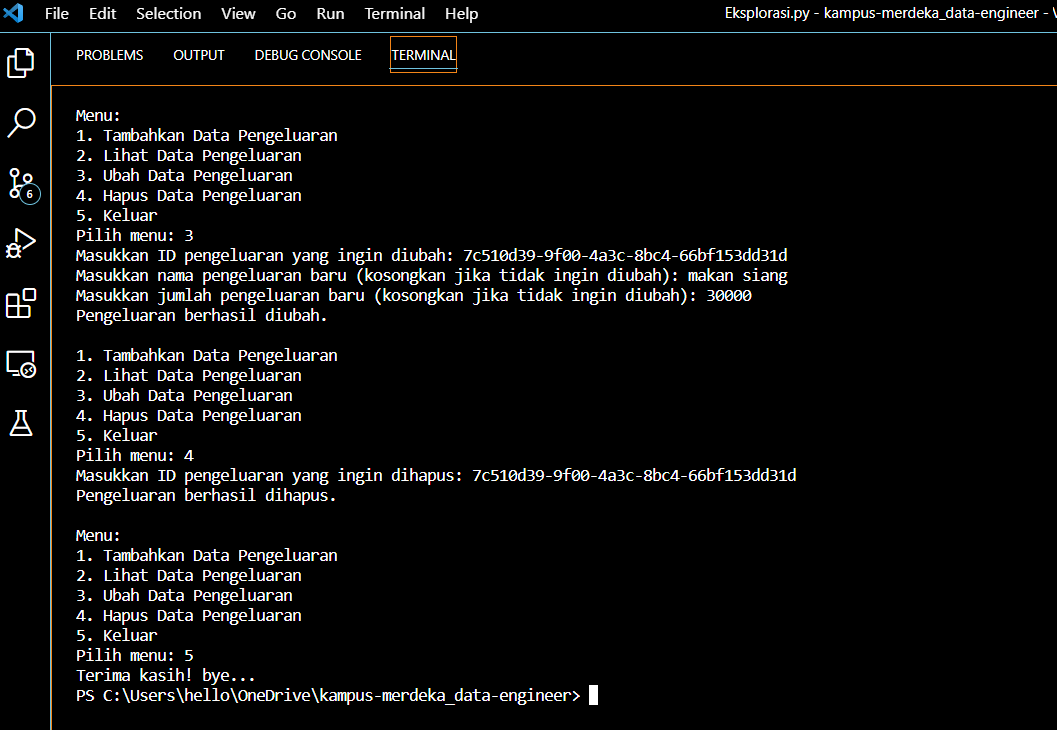 File Edit Selection View Go Run Terminal Help
Eksplorasi.py - kampus-merdeka_data-engineer -
PROBLEMS OUTPUT DEBUG CONSOLE TERMINAL
6
Menu:
1. Tambahkan Data Pengeluaran
2. Lihat Data Pengeluaran
3. Ubah Data Pengeluaran
4. Hapus Data Pengeluaran
5. Keluar
Pilih menu: 3
Masukkan ID pengeluaran yang ingin diubah: 7c510d39-9f00-4a3c-8bc4-66bf153dd31d
Masukkan nama pengeluaran baru (kosongkan jika tidak ingin diubah): makan siang
Masukkan jumlah pengeluaran baru (kosongkan jika tidak ingin diubah): 30000
Pengeluaran berhasil diubah.
1. Tambahkan Data Pengeluaran
2. Lihat Data Pengeluaran
3. Ubah Data Pengeluaran
4. Hapus Data Pengeluaran
5. Keluar
Pilih menu: 4
Masukkan ID pengeluaran yang ingin dihapus: 7c510d39-9f00-4a3c-8bc4-66bf153dd31d
Pengeluaran berhasil dihapus.
Menu:
1. Tambahkan Data Pengeluaran
2. Lihat Data Pengeluaran
3. Ubah Data Pengeluaran
4. Hapus Data Pengeluaran
5. Keluar
Pilih menu: 5
Terima kasih! bye...
PS C:\Users\hello\OneDrive\kampus-merdeka_data-engineer>